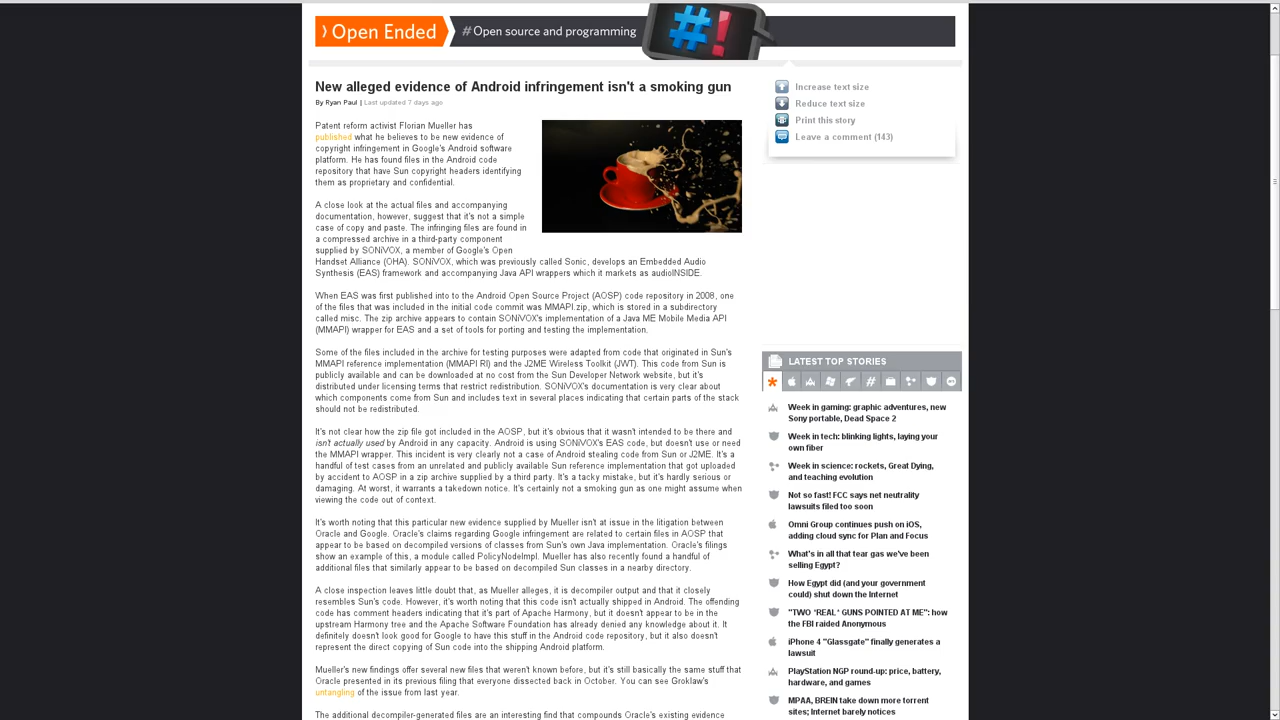 Open Ended
#Open source and programming
#!
New alleged evidence of Android infringement isn't a smoking gun
By Ryan Paul | Last updated 7 days ago
Patent reform activist Florian Mueller has
published what he believes to be new evidence of
copyright infringement in Google's Android software
platform. He has found files in the Android code
repository that have Sun copyright headers identifying
them as proprietary and confidential.
A close look at the actual files and accompanying
documentation, however, suggest that it's not a simple
case of copy and paste. The infringing files are found in
a compressed archive in a third-party component
supplied by SONiVOX, a member of Google's Open
Handset Alliance (OHA). SONiVOX, which was previously called Sonic, develops an Embedded Audio
Synthesis (EAS) framework and accompanying Java API wrappers which it markets as audioINSIDE.
When EAS was first published into to the Android Open Source Project (AOSP) code repository in 2008, one
of the files that was included in the initial code commit was MMAPI.zip, which is stored in a subdirectory
called misc. The zip archive appears to contain SONiVOX's implementation of a Java ME Mobile Media API
(MMAPI) wrapper for EAS and a set of tools for porting and testing the implementation.
Some of the files included in the archive for testing purposes were adapted from code that originated in Sun's
MMAPI reference implementation (MMAPI RI) and the J2ME Wireless Toolkit (JWT). This code from Sun is
publicly available and can be downloaded at no cost from the Sun Developer Network website, but it's
distributed under licensing terms that restrict redistribution. SONiVOX's documentation is very clear about
which components come from Sun and includes text in several places indicating that certain parts of the stack
should not be redistributed.
It's not clear how the zip file got included in the AOSP, but it's obvious that it wasn't intended to be there and
isn't actually used by Android in any capacity. Android is using SONiVOX's EAS code, but doesn't use or need
the MMAPI wrapper. This incident is very clearly not a case of Android stealing code from Sun or J2ME. It's a
handful of test cases from an unrelated and publicly available Sun reference implementation that got uploaded
by accident to AOSP in a zip archive supplied by a third party. It's a tacky mistake, but it's hardly serious or
damaging. At worst, it warrants a takedown notice. It's certainly not a smoking gun as one might assume when
viewing the code out of context.
It's worth noting that this particular new evidence supplied by Mueller isn't at issue in the litigation between
Oracle and Google. Oracle's claims regarding Google infringement are related to certain files in AOSP that
appear to be based on decompiled versions of classes from Sun's own Java implementation. Oracle's filings
show an example of this, a module called PolicyNodeImpl. Mueller has also recently found a handful of
additional files that similarly appear to be based on decompiled Sun classes in a nearby directory.
A close inspection leaves little doubt that, as Mueller alleges, it is decompiler output and that it closely
resembles Sun's code. However, it's worth noting that this code isn't actually shipped in Android. The offending
code has comment headers indicating that it's part of Apache Harmony, but it doesn't appear to be in the
upstream Harmony tree and the Apache Software Foundation has already denied any knowledge about it. It
definitely doesn't look good for Google to have this stuff in the Android code repository, but it also doesn't
represent the direct copying of Sun code into the shipping Android platform.
Mueller's new findings offer several new files that weren't known before, but it's still basically the same stuff that
Oracle presented in its previous filing that everyone dissected back in October. You can see Groklaw's
untangling of the issue from last year.
The additional decompiler-generated files are an interesting find that compounds Oracle's existing evidence
Increase text size
Reduce text size
Print this story
Leave a comment (143)
LATEST TOP STORIES
Week in gaming: graphic adventures, new
Sony portable, Dead Space 2
Week in tech: blinking lights, laying your
own fiber
Week in science: rockets, Great Dying,
and teaching evolution
Not so fast! FCC says net neutrality
lawsuits filed too soon
Omni Group continues push on iOS,
adding cloud sync for Plan and Focus
What's in all that tear gas we've been
selling Egypt?
How Egypt did (and your government
could) shut down the Internet
"TWO *REAL* GUNS POINTED AT ME": how
the FBI raided Anonymous
iPhone 4 "Glassgate" finally generates a
lawsuit
PlayStation NGP round-up: price, battery,
hardware, and games
MPAA, BREIN take down more torrent
sites; Internet barely notices